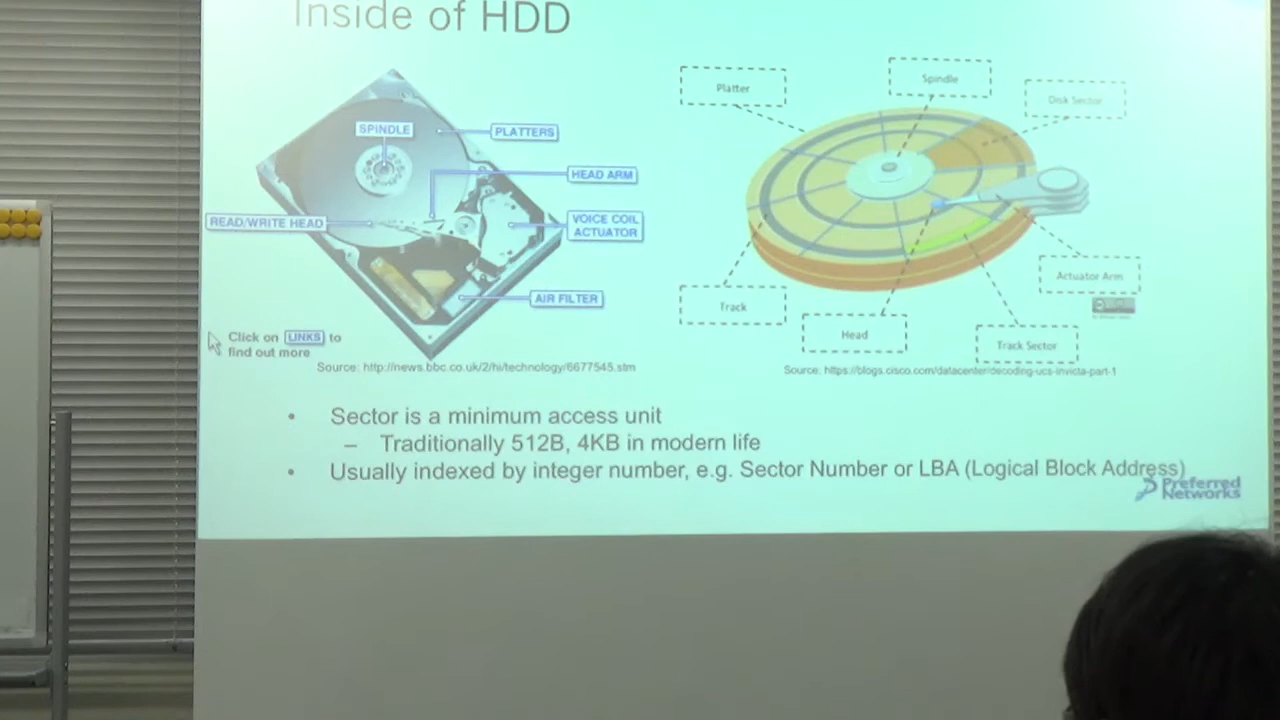 Inside of HDD
SPINDLE
PLATTERS
HEAD ARM
READ/WRITE HEAD
VOICE COIL
ACTUATOR
AIR FILTER
Click on LINKS to
find out more
Source: http://news.bbc.co.uk/2/hi/technology/6677545.stm
Platter
Spindle
Disk Sector
Actuator Arm
Track
Head
Track Sector
Source: https://blogs.cisco.com/datacenter/decoding-ucs-invicta-part-1
• Sector is a minimum access unit
– Traditionally 512B, 4KB in modern life
• Usually indexed by integer number, e.g. Sector Number or LBA (Logical Block Address)
Preferred
Networks